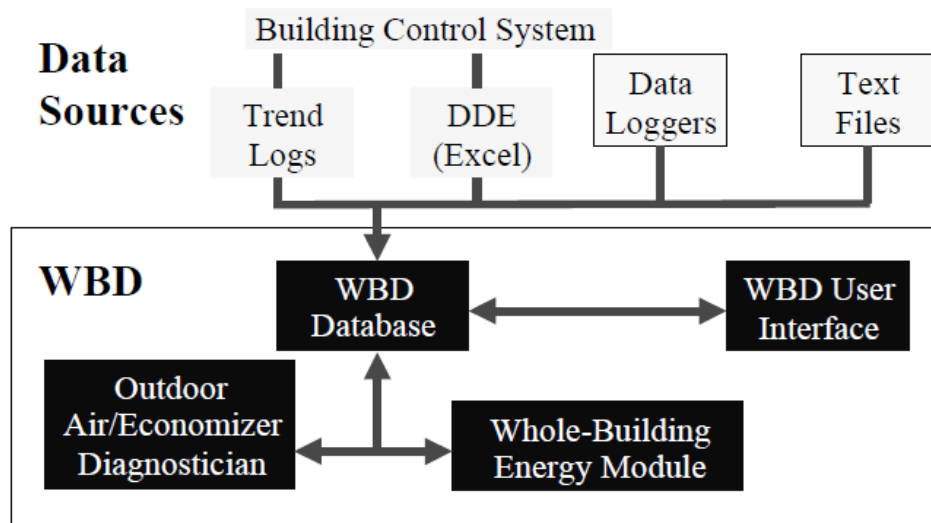 Building Control System
Data
Sources
Trend
Logs
DDE
(Excel)
Data
Loggers
Text
Files
WBD
WBD
Database
WBD User
Interface
Outdoor
Air/Economizer
Diagnostician
Whole-Building
Energy Module